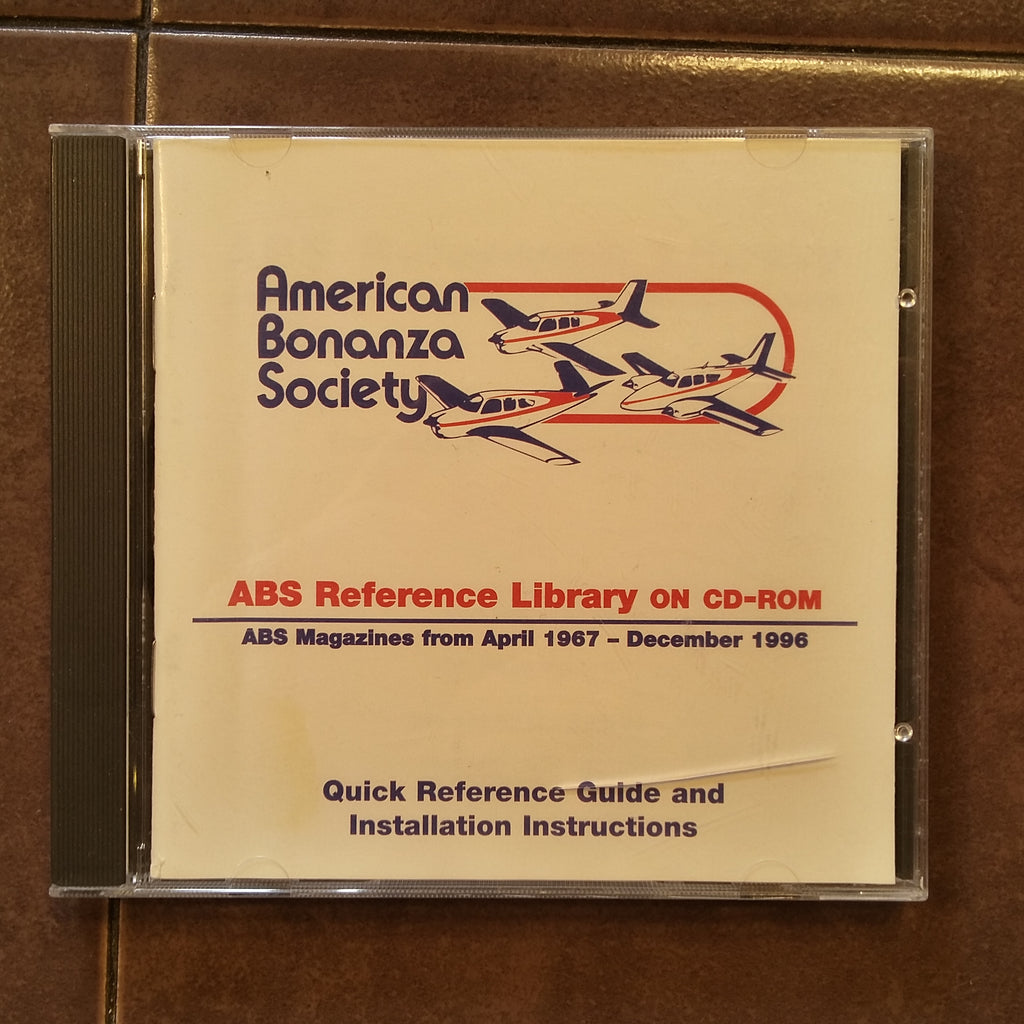 American
Bonanza
Society
ABS Reference Library ON CD-ROM
ABS Magazines from April 1967 – December 1996
Quick Reference Guide and
Installation Instructions